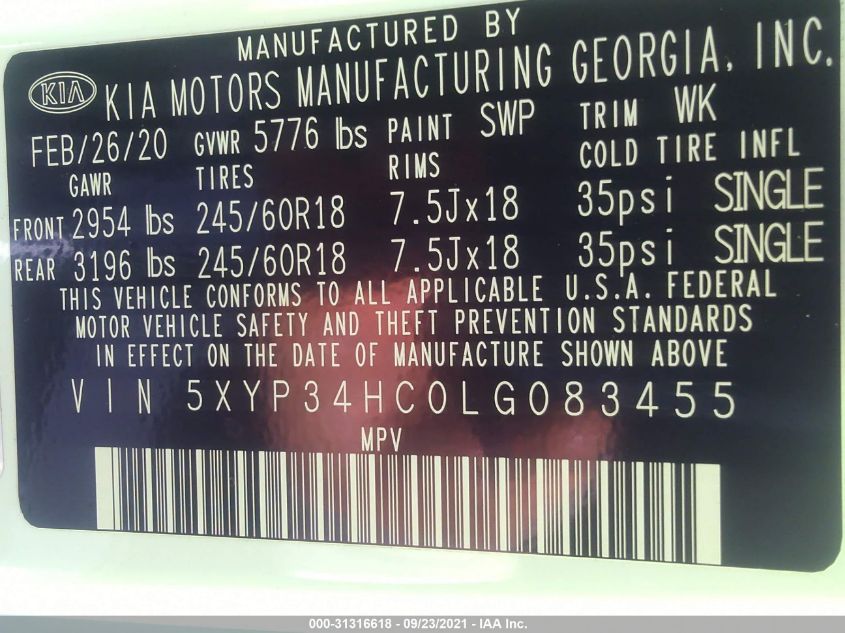 MANUFACTURED BY
KIA KIA MOTORS MANUFACTURING GEORGIA, INC.
FEB/26/20 GVWR 5776 lbs PAINT SWP TRIM WK
GAWR TIRES RIMS COLD TIRE INFL
FRONT 2954 lbs 245/60R18 7.5Jx18 35psi SINGLE
REAR 3196 lbs 245/60R18 7.5Jx18 35psi SINGLE
THIS VEHICLE CONFORMS TO ALL APPLICABLE U.S.A. FEDERAL
MOTOR VEHICLE SAFETY AND THEFT PREVENTION STANDARDS
IN EFFECT ON THE DATE OF MANUFACTURE SHOWN ABOVE
VIN 5XYP34HC0LG083455
MPV
000-31316618 - 09/23/2021 - IAA Inc.